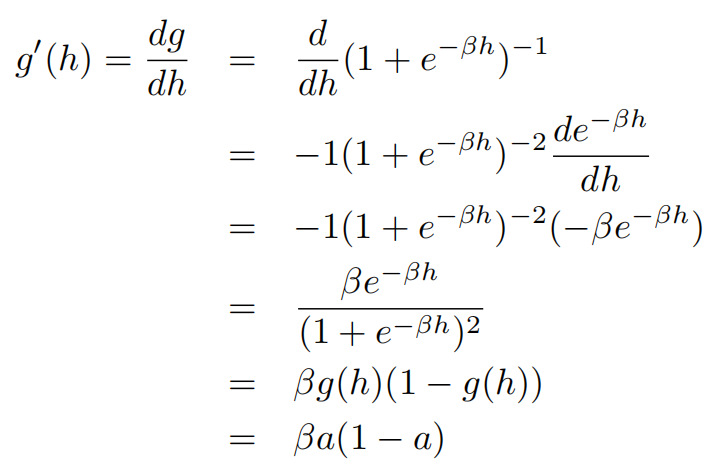 g′(h) = dg/dh = d/dh (1 + e^{−βh})^{−1}
= −1(1 + e^{−βh})^{−2} de^{−βh}/dh
= −1(1 + e^{−βh})^{−2}(−βe^{−βh})
= βe^{−βh}/(1 + e^{−βh})^2
= βg(h)(1 − g(h))
= βa(1 − a)